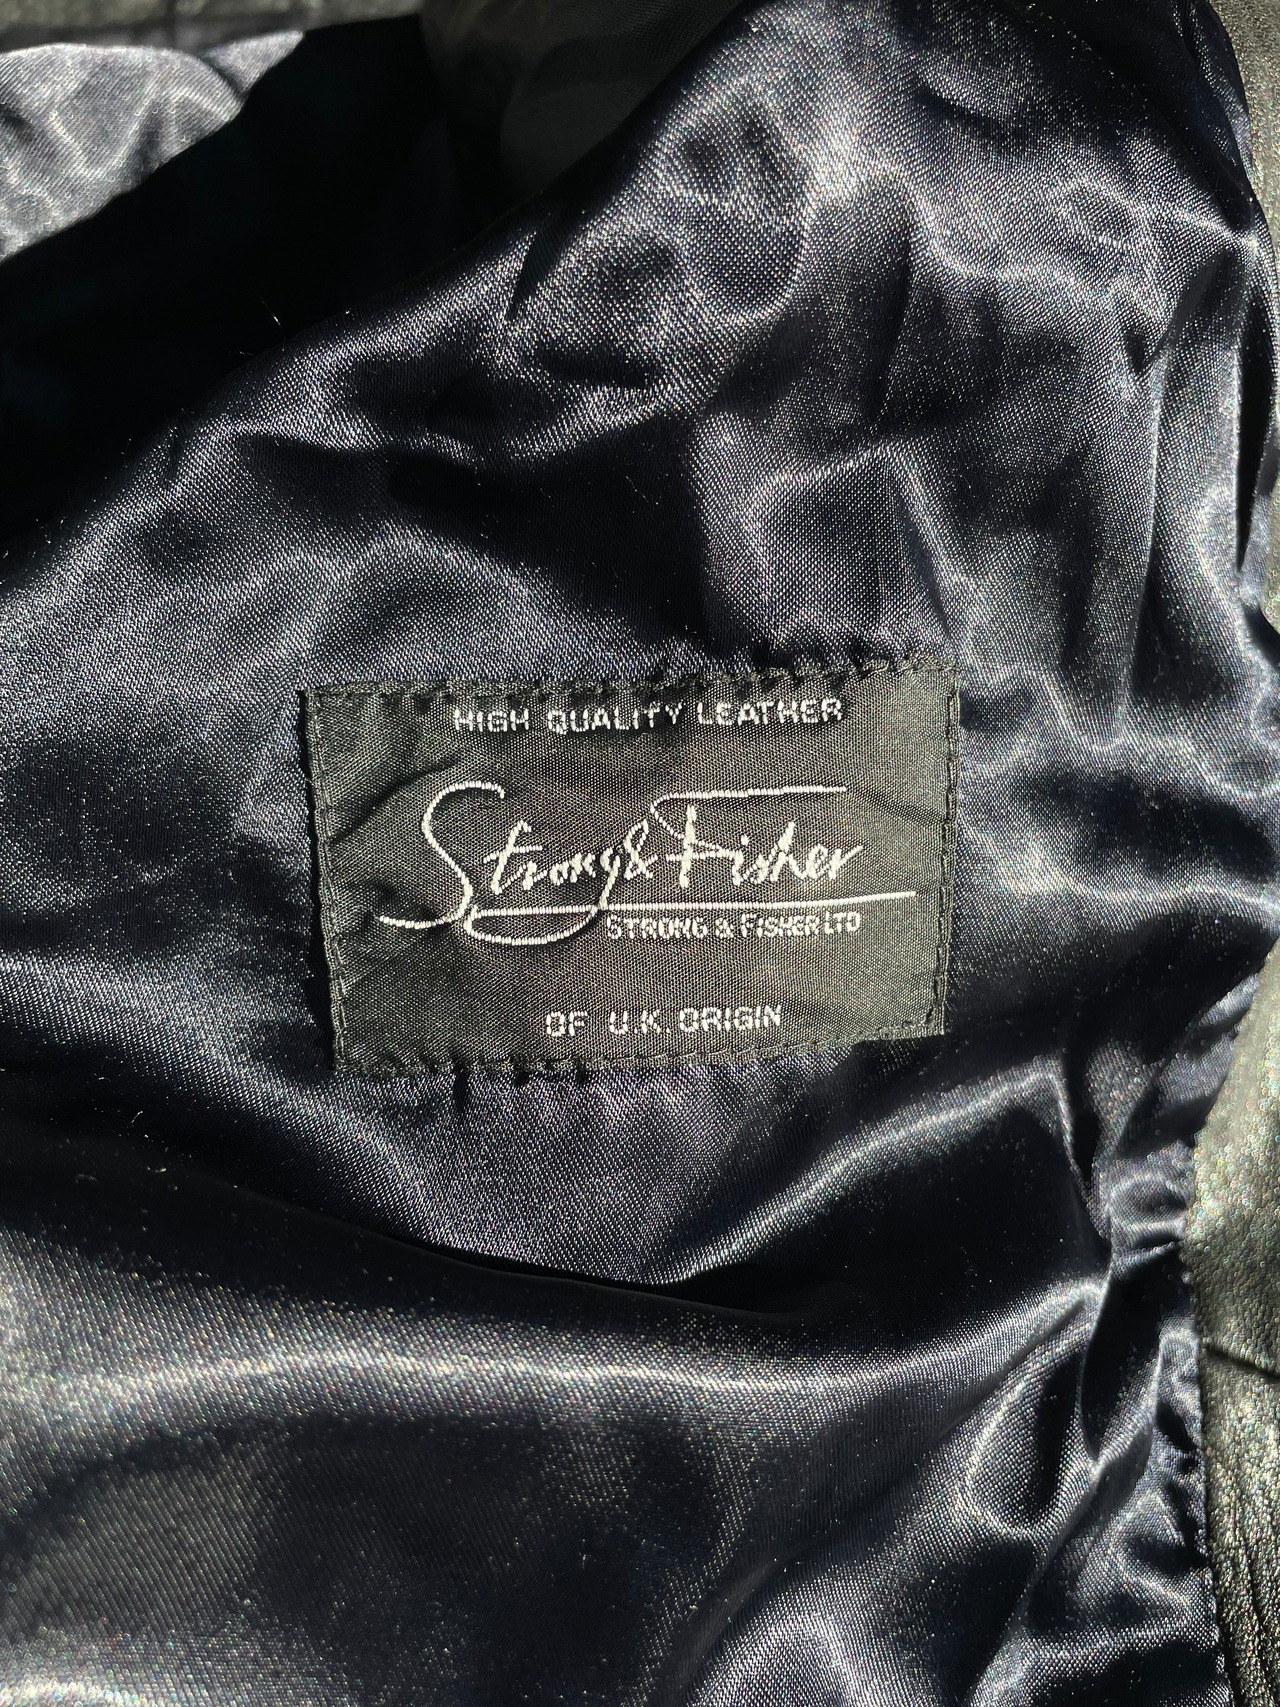 HIGH QUALITY LEATHER
Strong & Fisher
STRONG & FISHER LTD
OF U.K. ORIGIN